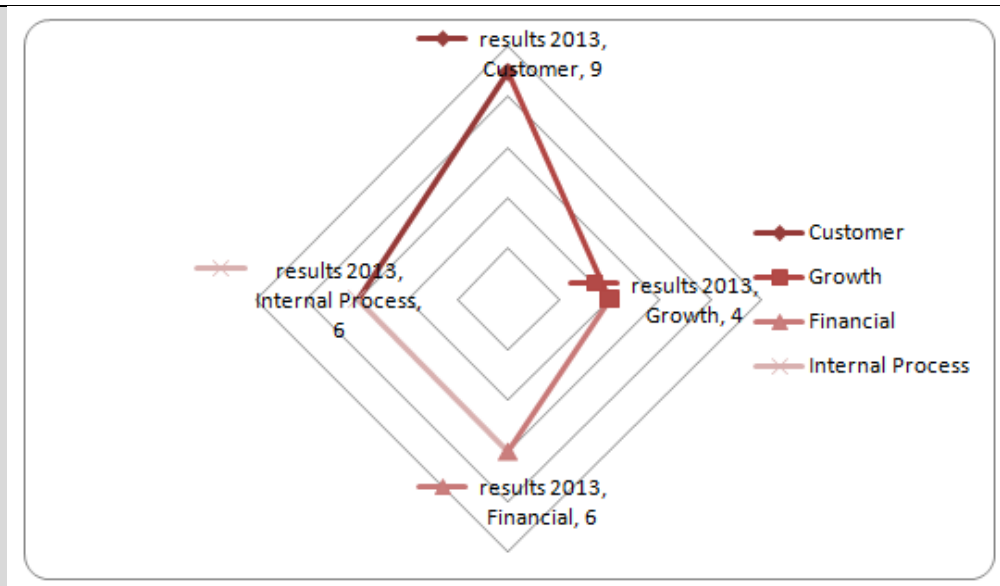 results 2013,
Customer, 9
results 2013,
Internal Process,
6
results 2013,
Growth, 4
results 2013,
Financial, 6
Customer
Growth
Financial
Internal Process